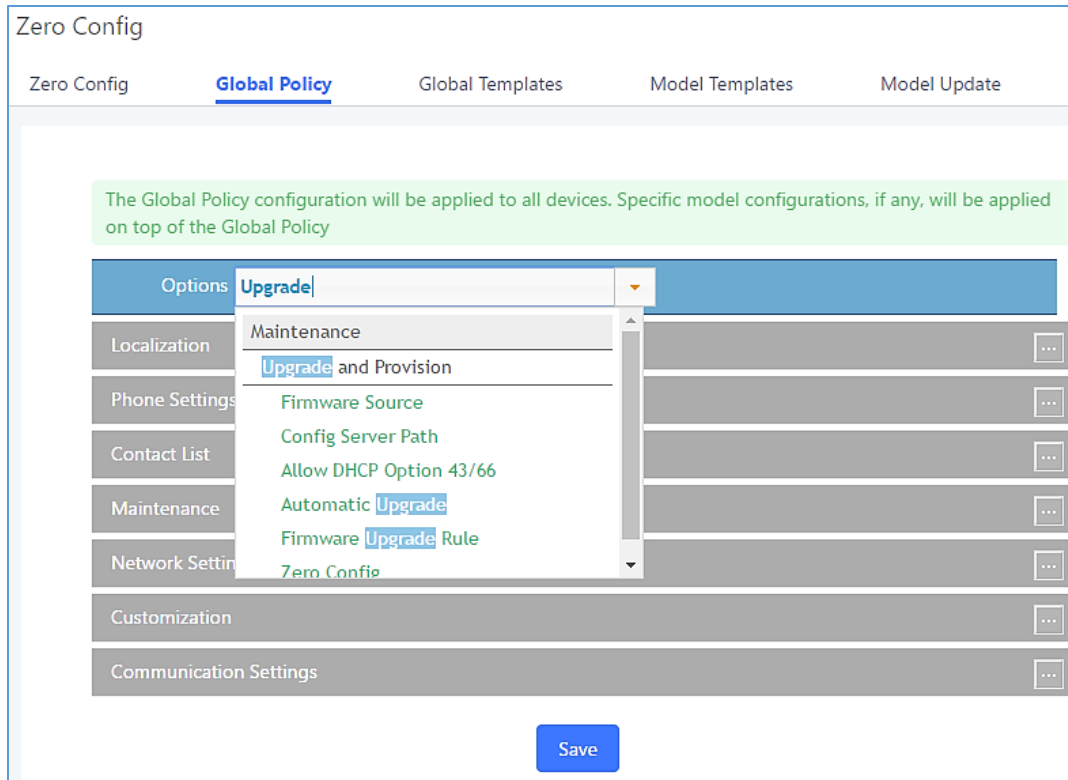 Zero Config
Zero Config Global Policy Global Templates Model Templates Model Update
The Global Policy configuration will be applied to all devices. Specific model configurations, if any, will be applied
on top of the Global Policy
Options Upgrade
Maintenance
Upgrade and Provision
Firmware Source
Config Server Path
Allow DHCP Option 43/66
Automatic Upgrade
Firmware Upgrade Rule
Zero Config
Localization
Phone Settings
Contact List
Maintenance
Network Settin
Customization
Communication Settings
Save